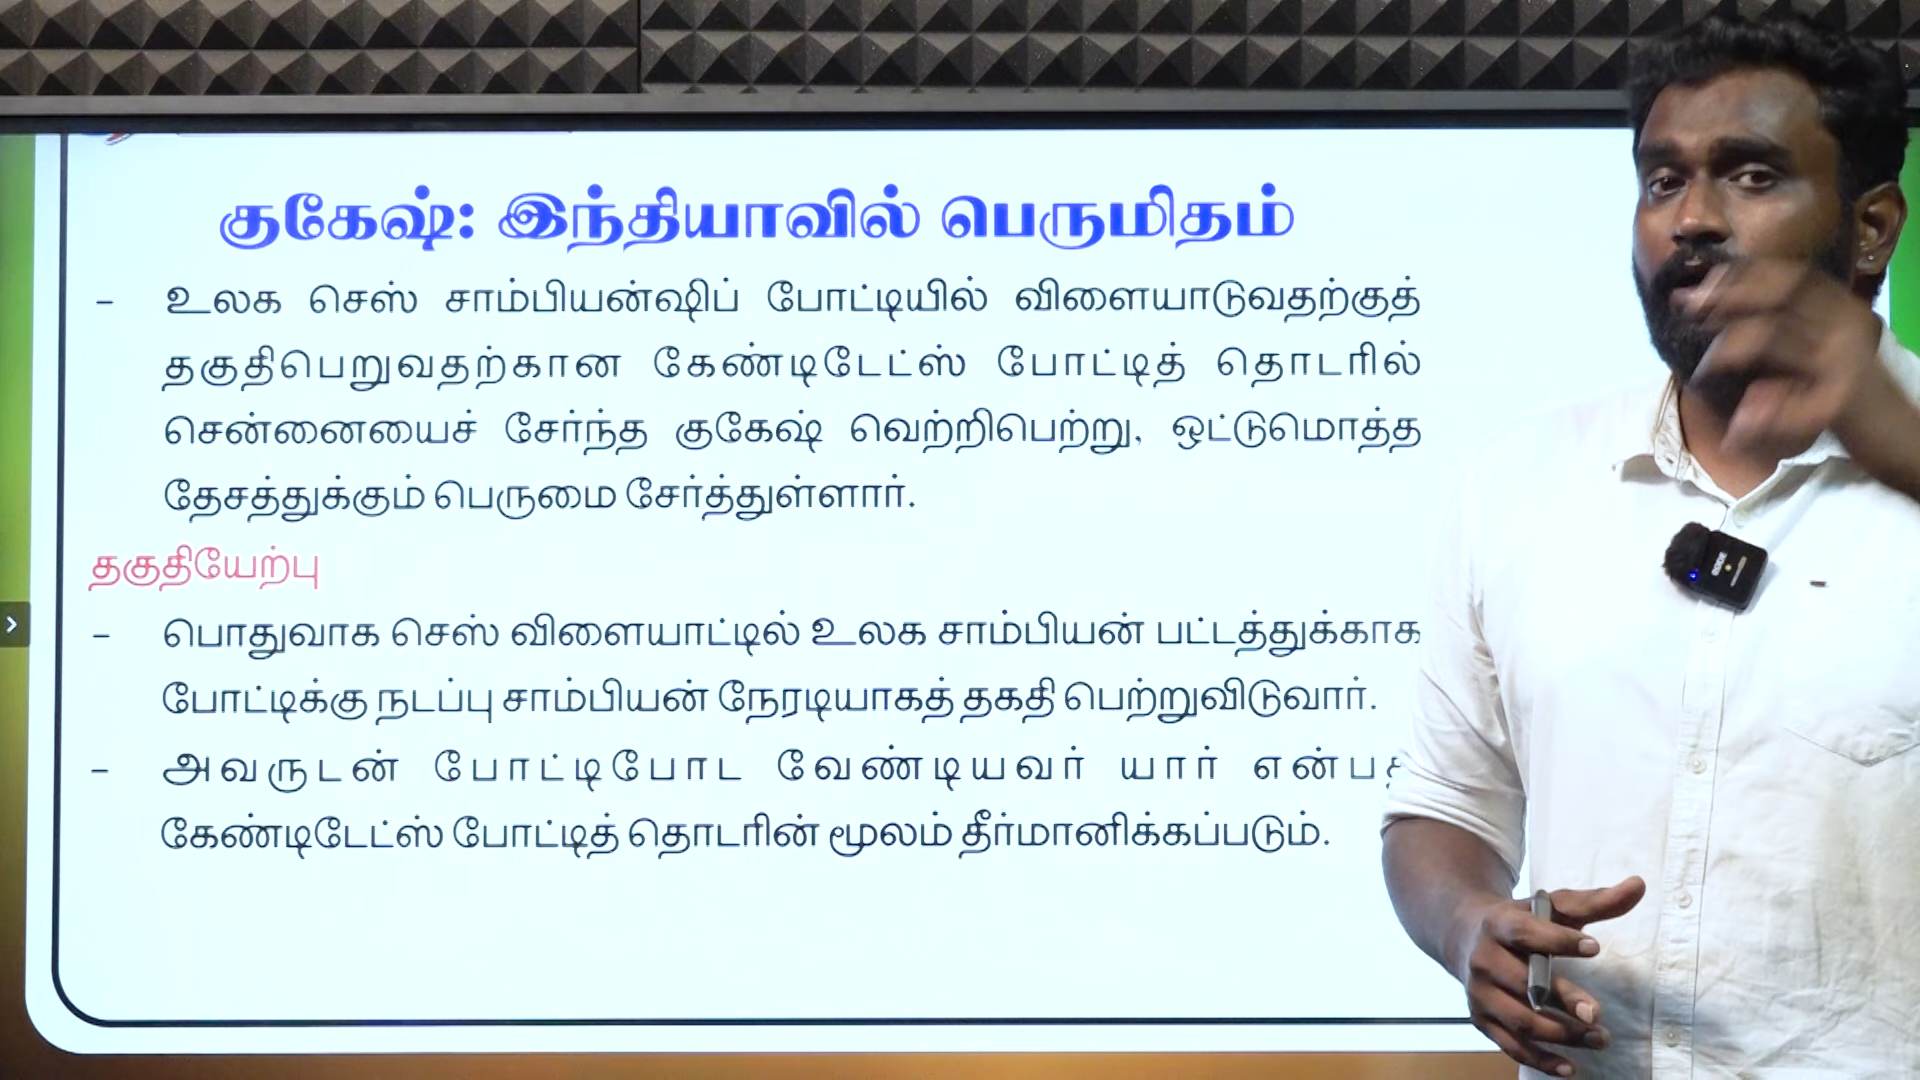 குகேஷ்: இந்தியாவில் பெருமிதம்
- உலக செஸ் சாம்பியன்ஷிப் போட்டியில் விளையாடுவதற்குத்
தகுதிபெறுவதற்கான கேண்டிடேட்ஸ் போட்டித் தொடரில்
சென்னையைச் சேர்ந்த குகேஷ் வெற்றிபெற்று, ஒட்டுமொத்த
தேசத்துக்கும் பெருமை சேர்த்துள்ளார்.
தகுதியேற்பு
- பொதுவாக செஸ் விளையாட்டில் உலக சாம்பியன் பட்டத்துக்காக
போட்டிக்கு நடப்பு சாம்பியன் நேரடியாகத் தகதி பெற்றுவிடுவார்.
- அவருடன் போட்டிபோட வேண்டியவர் யார்
கேண்டிடேட்ஸ் போட்டித் தொடரின் மூலம் தீர்மானிக்கப்படும்.